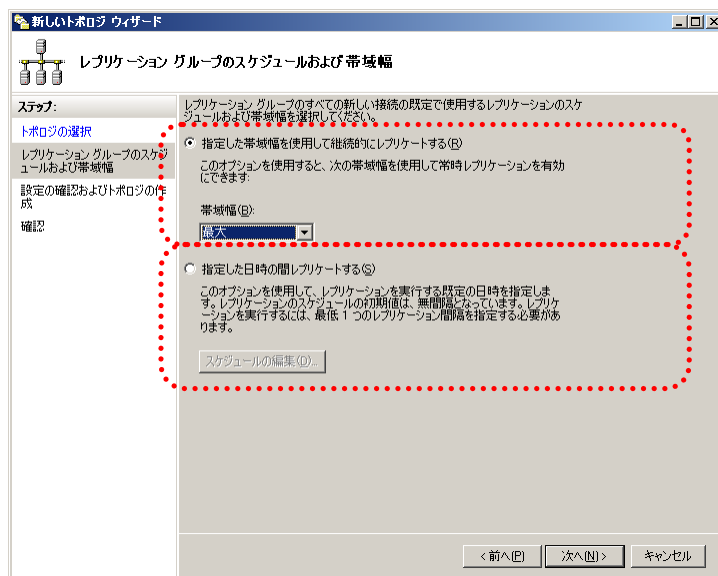 新しいトポロジ ウィザード
レプリケーション グループのスケジュールおよび帯域幅
ステップ:
トポロジの選択
レプリケーション グループのスケジ
ュールおよび帯域幅
設定の確認およびトポロジの作
成
確認
レプリケーション グループのすべての新しい接続の既定で使用するレプリケーションのスケ
ジュールおよび帯域幅を選択してください。
指定した帯域幅を使用して継続的にレプリケートする(R)
このオプションを使用すると、次の帯域幅を使用して常時レプリケーションを有効
にできます:
帯域幅(B):
最大
指定した日時の間レプリケートする(S)
このオプションを使用して、レプリケーションを実行する既定の日時を指定しま
す。レプリケーションのスケジュールの初期値は、無間隔となっています。レプリケ
ーションを実行するには、最低 1 つのレプリケーション間隔を指定する必要があ
ります。
スケジュールの編集(D)...
< 前へ(P)
次へ(N) >
キャンセル